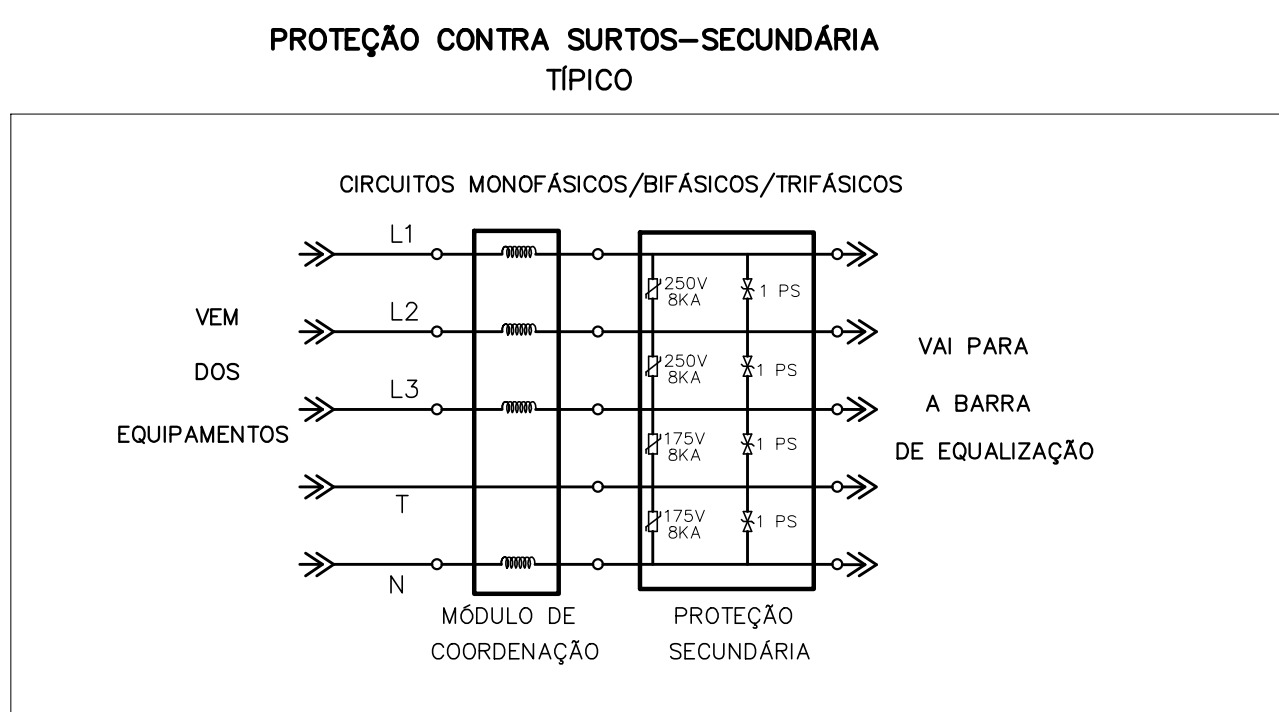 PROTEÇÃO CONTRA SURTOS-SECUNDÁRIA
TÍPICO
CIRCUITOS MONOFÁSICOS/BIFÁSICOS/TRIFÁSICOS
L1
250V
8KA
1 PS
L2
250V
8KA
1 PS
L3
175V
8KA
1 PS
T
175V
8KA
1 PS
N
VEM
DOS
EQUIPAMENTOS
VAI PARA
A BARRA
DE EQUALIZAÇÃO
MÓDULO DE
COORDENAÇÃO
PROTEÇÃO
SECUNDÁRIA